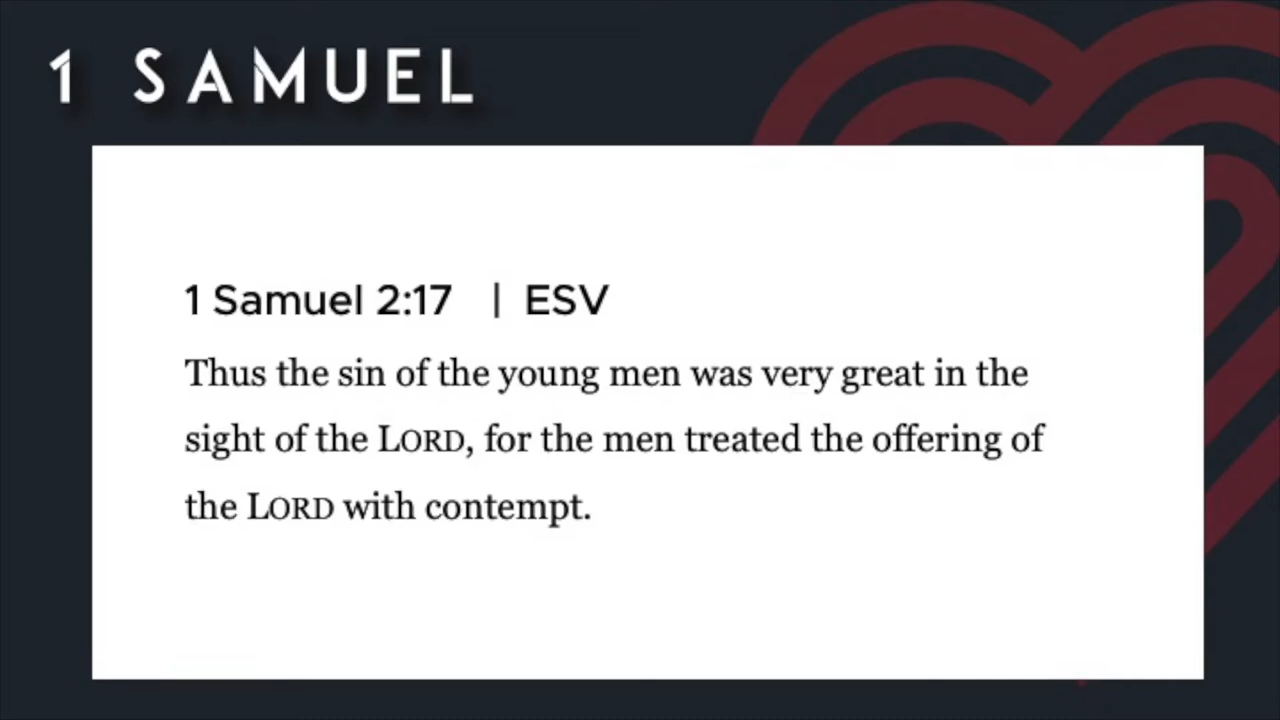 1 SAMUEL
1 Samuel 2:17 | ESV
Thus the sin of the young men was very great in the
sight of the LORD, for the men treated the offering of
the LORD with contempt.